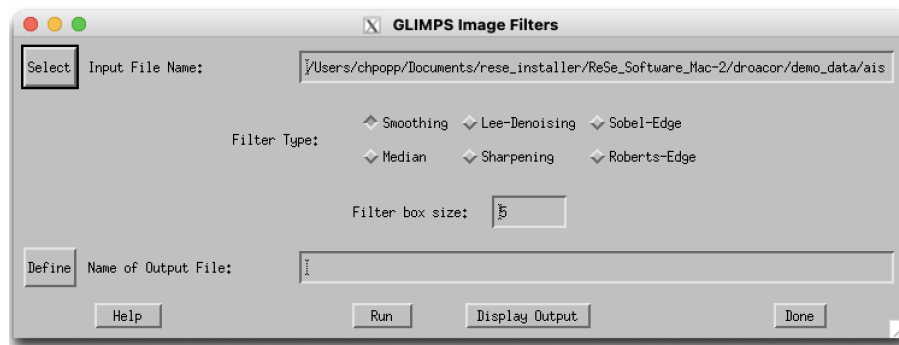 GLIMPS Image Filters
Select Input File Name: /Users/chpopp/Documents/rese_installer/ReSe_Software_Mac-2/droacor/demo_data/ais
Smoothing Lee-Denoising Sobel-Edge
Filter Type:
Median Sharpening Roberts-Edge
Filter box size: 5
Define Name of Output File:
Help Run Display Output Done